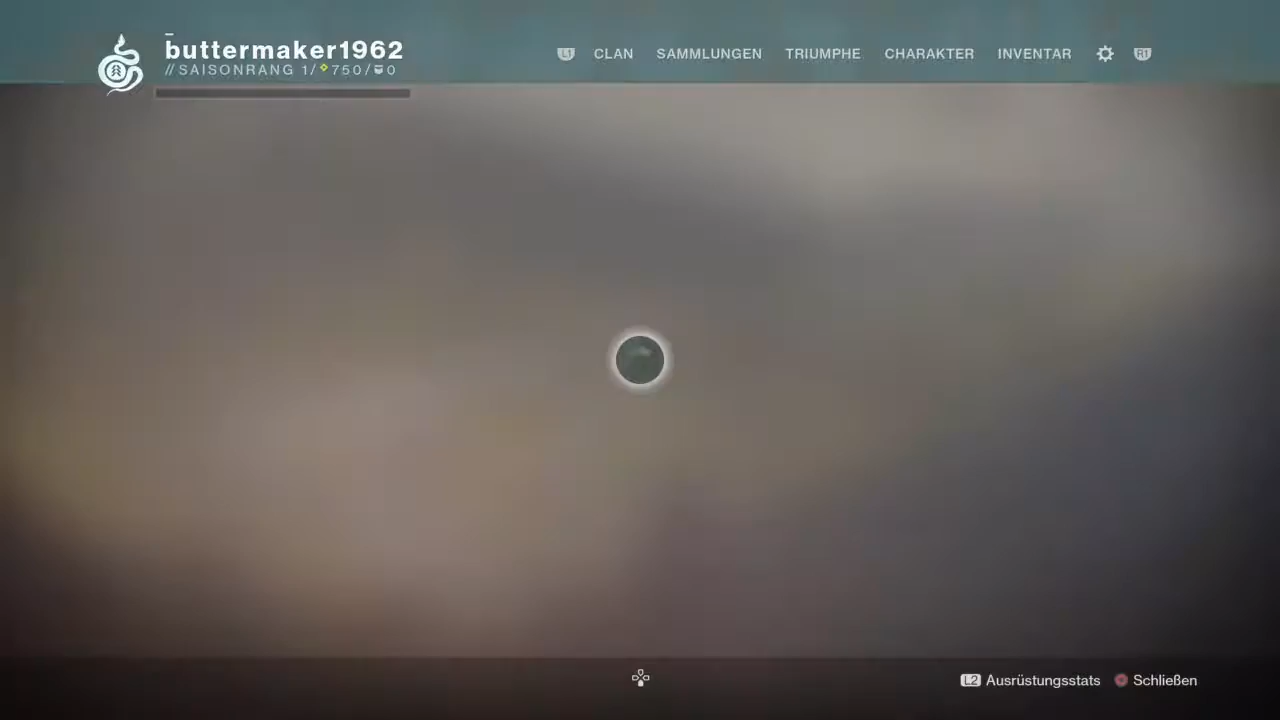 buttermaker1962
// SAISONRANG 1/750/0
L1 CLAN SAMMLUNGEN TRIUMPHE CHARAKTER INVENTAR R1
L2 Ausrüstungsstats Schließen